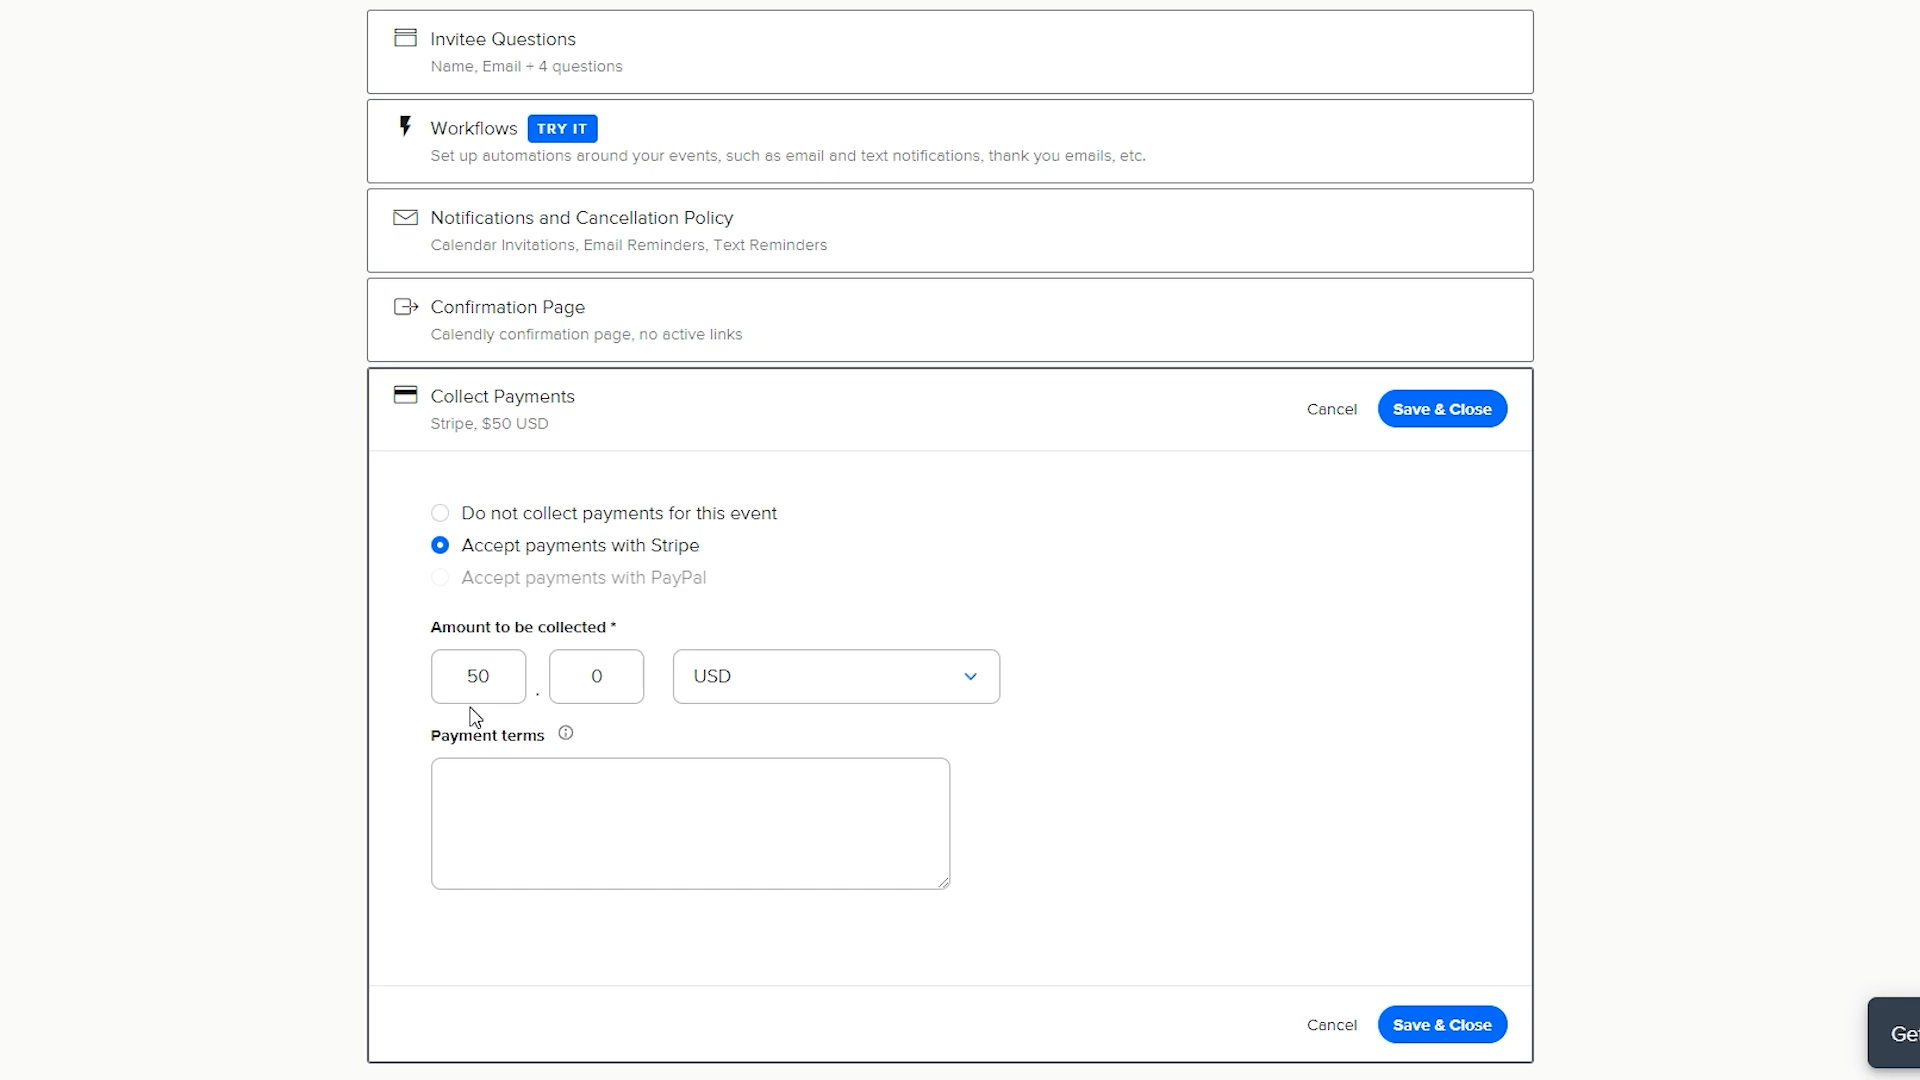 Invitee Questions
Name, Email + 4 questions
Workflows TRY IT
Set up automations around your events, such as email and text notifications, thank you emails, etc.
Notifications and Cancellation Policy
Calendar Invitations, Email Reminders, Text Reminders
Confirmation Page
Calendly confirmation page, no active links
Collect Payments
Stripe, $50 USD
Cancel Save & Close
Do not collect payments for this event
Accept payments with Stripe
Accept payments with PayPal
Amount to be collected *
50 . 0 USD
Payment terms
Cancel Save & Close